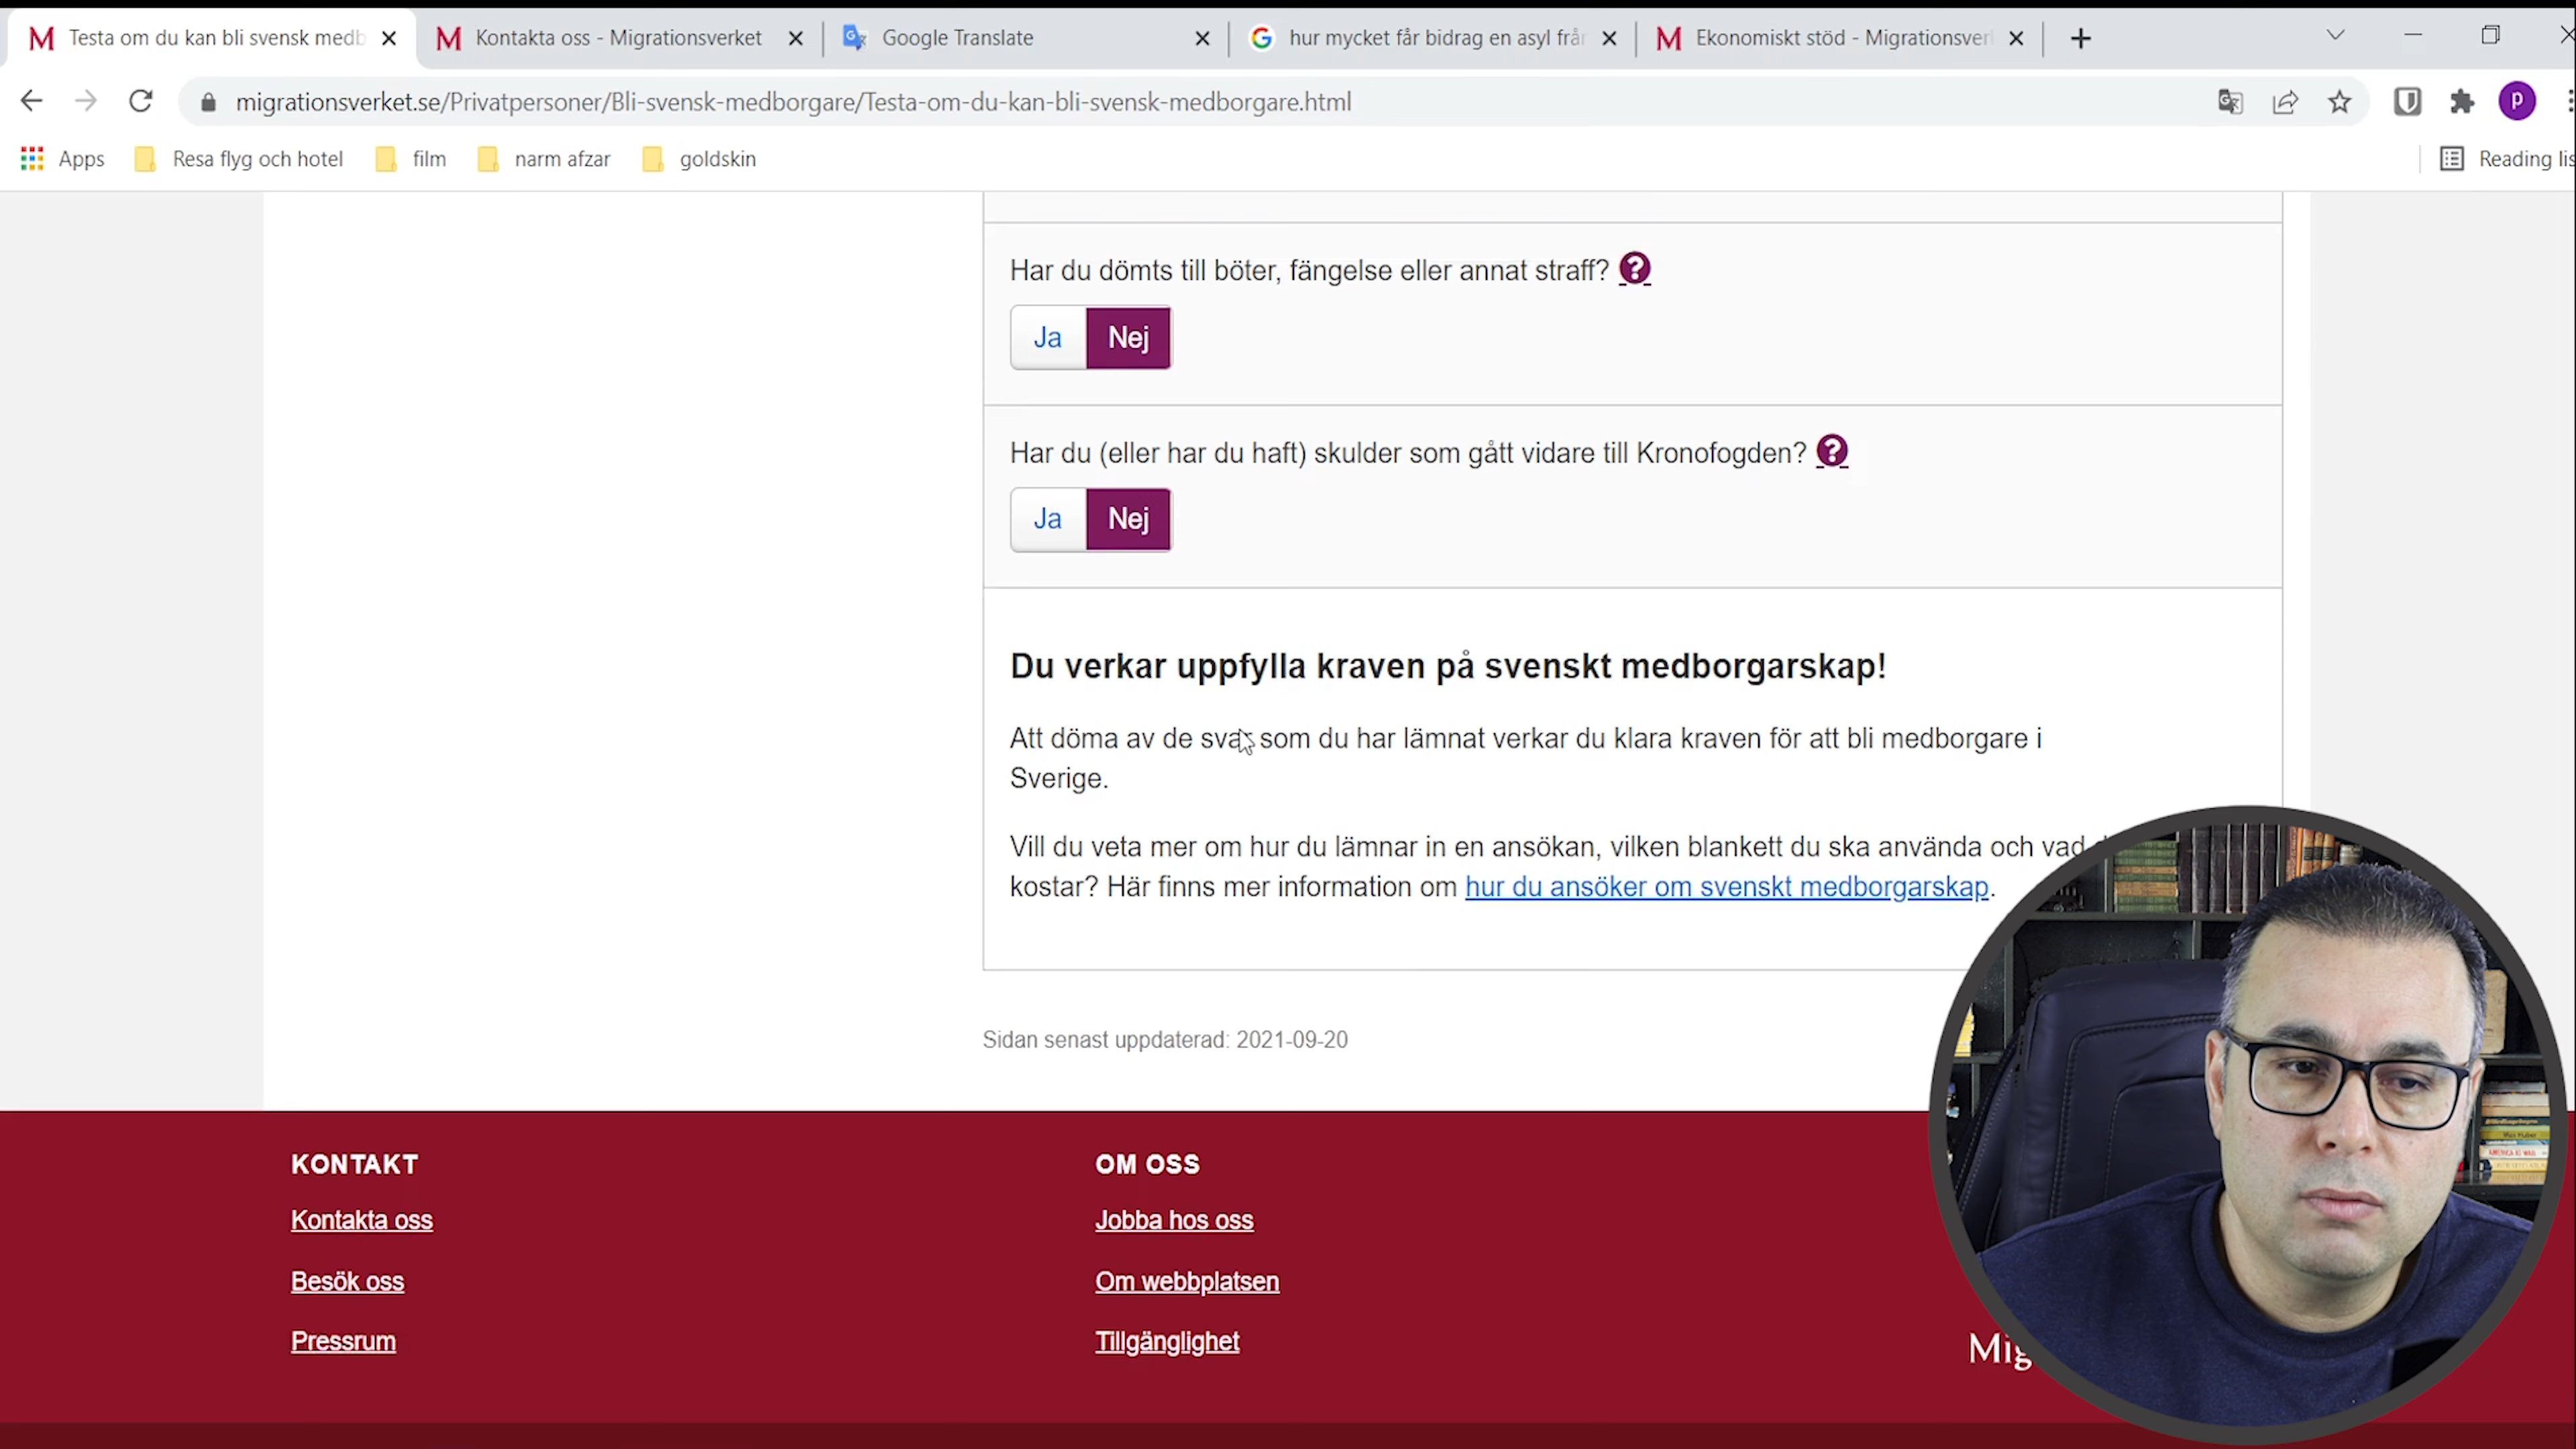 Testa om du kan bli svensk medb
Kontakta oss - Migrationsverket
Google Translate
hur mycket får bidrag en asyl frår
Ekonomiskt stöd - Migrationsver
migrationsverket.se/Privatpersoner/Bli-svensk-medborgare/Testa-om-du-kan-bli-svensk-medborgare.html
P
Apps
Resa flyg och hotel
film
narm afzar
goldskin
Reading lis
Har du dömts till böter, fängelse eller annat straff? ?
Ja Nej
Har du (eller har du haft) skulder som gått vidare till Kronofogden? ?
Ja Nej
Du verkar uppfylla kraven på svenskt medborgarskap!
Att döma av de svar som du har lämnat verkar du klara kraven för att bli medborgare i
Sverige.
Vill du veta mer om hur du lämnar in en ansökan, vilken blankett du ska använda och vad
kostar? Här finns mer information om hur du ansöker om svenskt medborgarskap.
Sidan senast uppdaterad: 2021-09-20
KONTAKT
Kontakta oss
Besök oss
Pressrum
OM OSS
Jobba hos oss
Om webbplatsen
Tillgänglighet
Mig